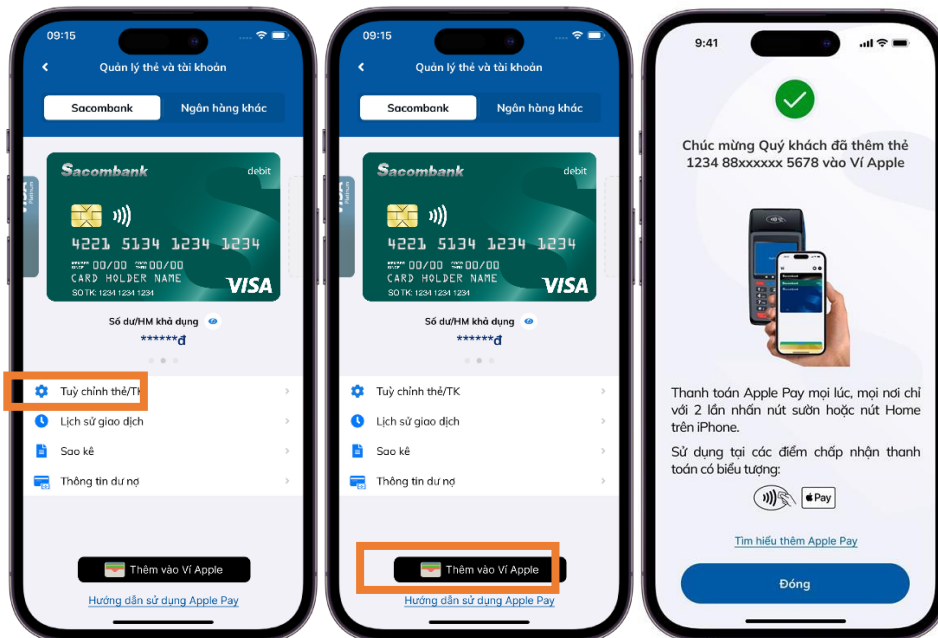 09:15
Quản lý thẻ và tài khoản
Sacombank Ngân hàng khác
VISA
Platinum
Sacombank debit
4221 5134 1234 1234
00/00 00/00
CARD HOLDER NAME
VISA
SO TK: 1234 1234 1234
Số dư/HM khả dụng
******đ
Tuỳ chỉnh thẻ/TK
Lịch sử giao dịch
Sao kê
Thông tin dư nợ
Thêm vào Ví Apple
Hướng dẫn sử dụng Apple Pay
09:15
Quản lý thẻ và tài khoản
Sacombank Ngân hàng khác
Sacombank debit
4221 5134 1234 1234
00/00 00/00
CARD HOLDER NAME
VISA
SO TK: 1234 1234 1234
Số dư/HM khả dụng
******đ
Tuỳ chỉnh thẻ/TK
Lịch sử giao dịch
Sao kê
Thông tin dư nợ
Thêm vào Ví Apple
Hướng dẫn sử dụng Apple Pay
9:41
Chúc mừng Quý khách đã thêm thẻ
1234 88xxxxxx 5678 vào Ví Apple
Thanh toán Apple Pay mọi lúc, mọi nơi chỉ
với 2 lần nhấn nút sườn hoặc nút Home
trên iPhone.
Sử dụng tại các điểm chấp nhận thanh
toán có biểu tượng:
Pay
Tìm hiểu thêm Apple Pay
Đóng